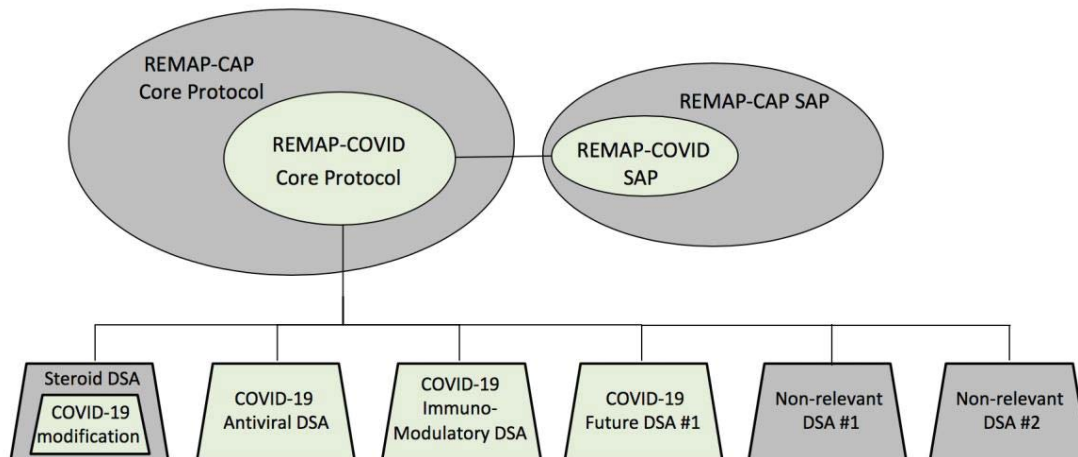 REMAP-CAP
Core Protocol
REMAP-CAP SAP
REMAP-COVID
Core Protocol
REMAP-COVID
SAP
Steroid DSA
COVID-19
modification
COVID-19
Antiviral DSA
COVID-19
Immuno-
Modulatory DSA
COVID-19
Future DSA #1
Non-relevant
DSA #1
Non-relevant
DSA #2